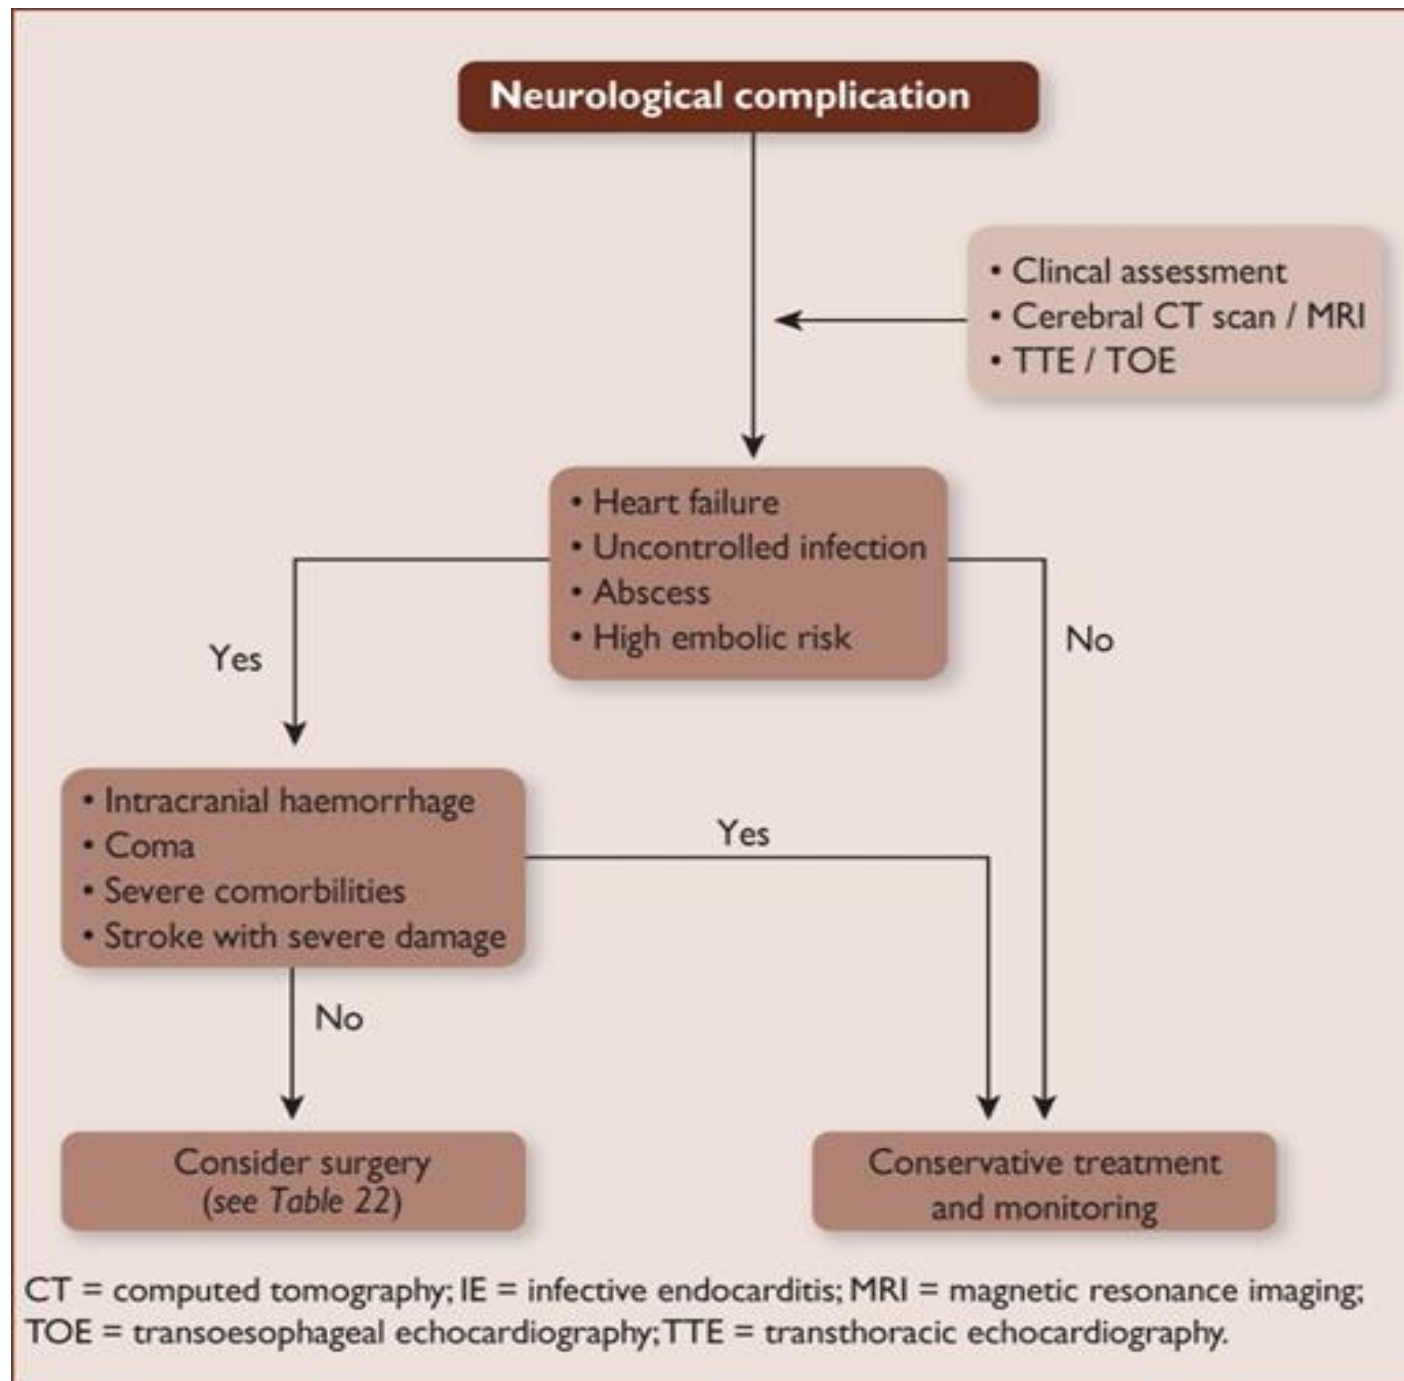 Neurological complication
• Clincal assessment
• Cerebral CT scan / MRI
• TTE / TOE
• Heart failure
• Uncontrolled infection
• Abscess
• High embolic risk
Yes
No
• Intracranial haemorrhage
• Coma
• Severe comorbilities
• Stroke with severe damage
Yes
No
Consider surgery
(see Table 22)
Conservative treatment
and monitoring
CT = computed tomography; IE = infective endocarditis; MRI = magnetic resonance imaging;
TOE = transoesophageal echocardiography; TTE = transthoracic echocardiography.